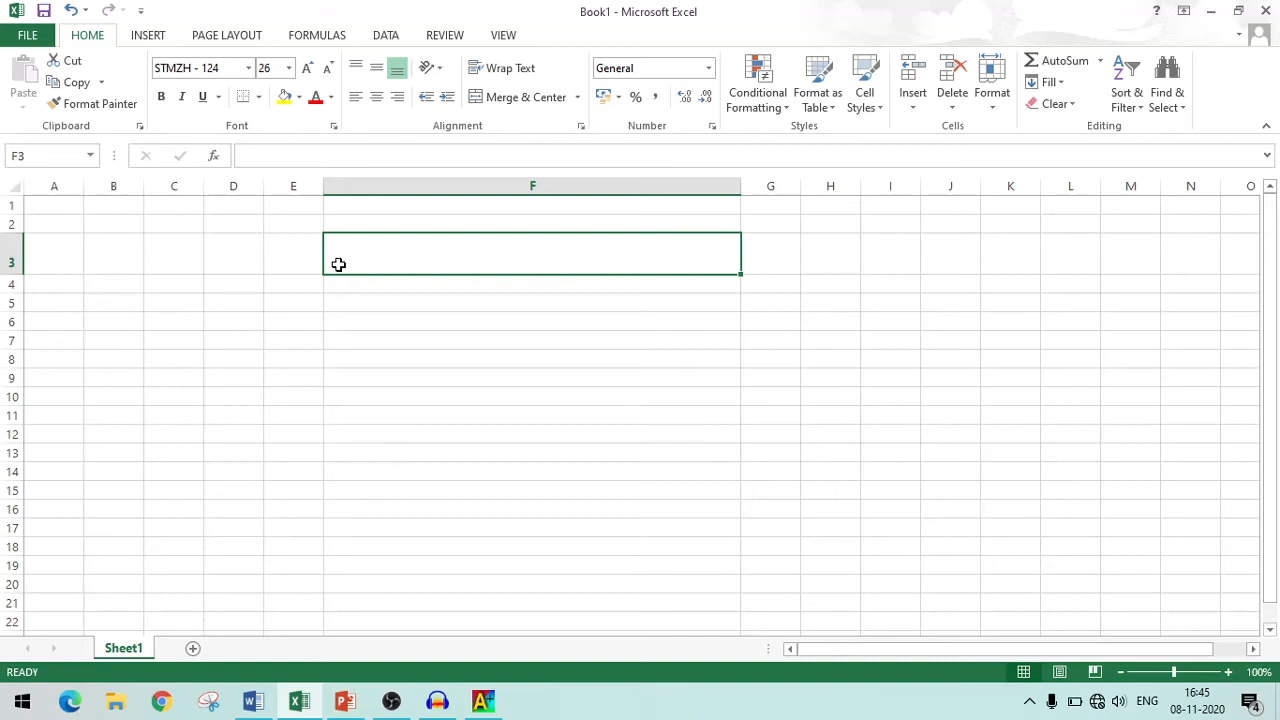 Book1 - Microsoft Excel ?
FILE HOME INSERT PAGE LAYOUT FORMULAS DATA REVIEW VIEW
Cut STMZH - 124 26 Wrap Text General AutoSum
Paste Copy B I U Merge & Center % , Conditional Formatting Format as Table Cell Styles Insert Delete Format Fill Sort & Filter Find & Select
Format Painter Clear
Clipboard Font Alignment Number Styles Cells Editing
F3 fx
A B C D E F G H I J K L M N O
1
2
3
4
5
6
7
8
9
10
11
12
13
14
15
16
17
18
19
20
21
22
Sheet1
READY 100%
ENG 16:45
08-11-2020 4